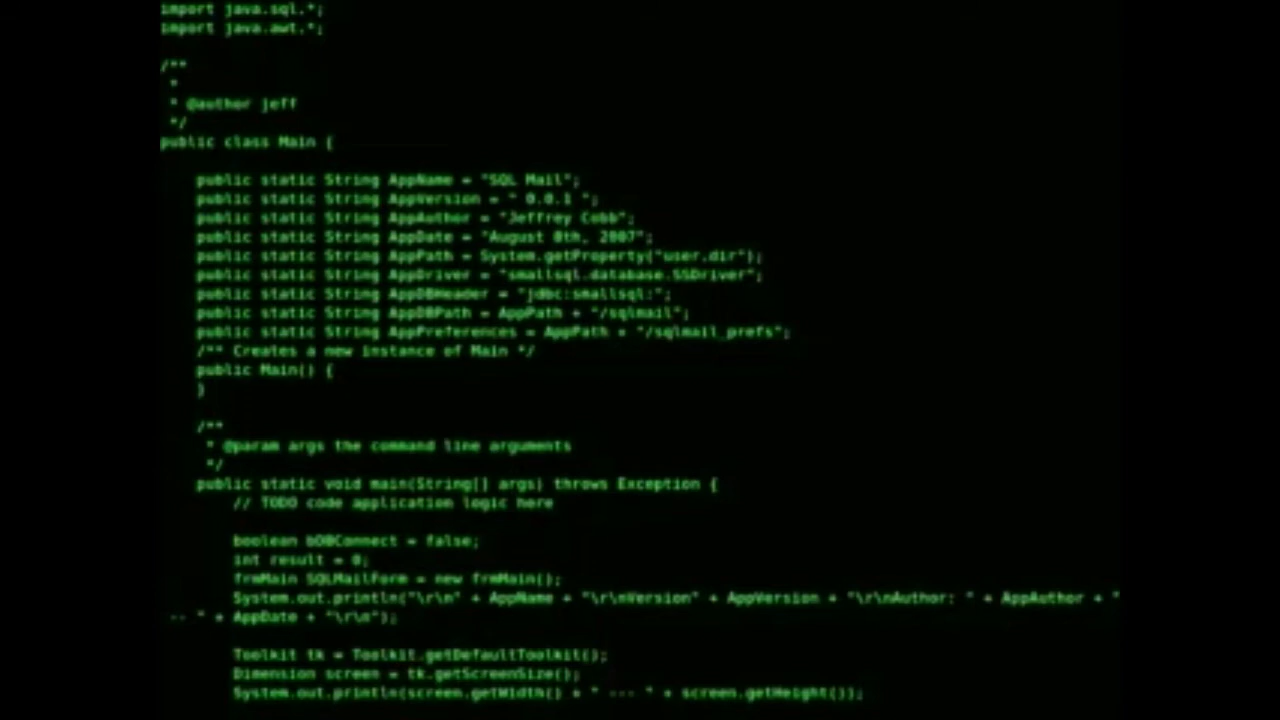 import java.sql.*;
import java.awt.*;
/**
*
* @author jeff
*/
public class Main {
public static String AppName = "SQL Mail";
public static String AppVersion = " 0.0.1 ";
public static String AppAuthor = "Jeffrey Cobb";
public static String AppDate = "August 8th, 2007";
public static String AppPath = System.getProperty("user.dir");
public static String AppDriver = "smallsql.database.SSDriver";
public static String AppDBHeader = "jdbc:smallsql:";
public static String AppDBPath = AppPath + "/sqlmail";
public static String AppPreferences = AppPath + "/sqlmail_prefs";
/** Creates a new instance of Main */
public Main() {
}
/**
* @param args the command line arguments
*/
public static void main(String[] args) throws Exception {
// TODO code application logic here
boolean bDBConnect = false;
int result = 0;
frmMain SQLMailForm = new frmMain();
System.out.println("\r\n" + AppName + "\r\nVersion" + AppVersion + "\r\nAuthor: " + AppAuthor + "
-- " + AppDate + "\r\n");
Toolkit tk = Toolkit.getDefaultToolkit();
Dimension screen = tk.getScreenSize();
System.out.println(screen.getWidth() + " --- " + screen.getHeight());